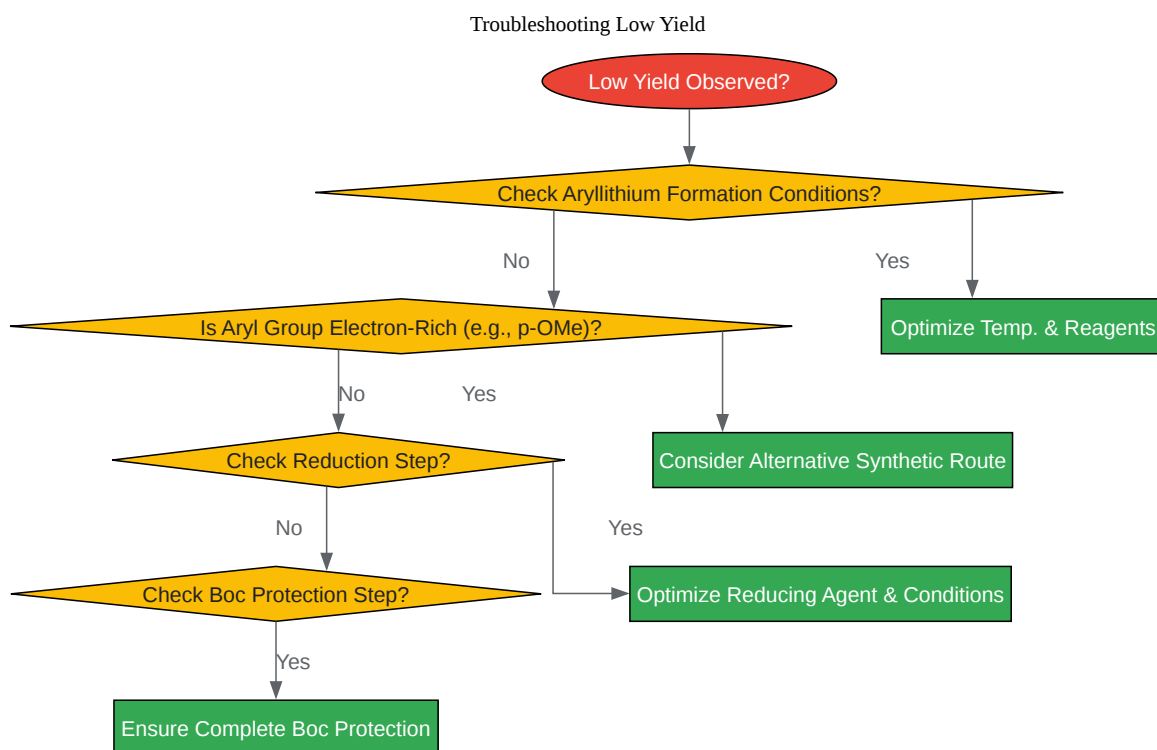 Troubleshooting Low Yield
Low Yield Observed?
Check Aryllithium Formation Conditions?
No
Yes
Is Aryl Group Electron-Rich (e.g., p-OMe)?
Optimize Temp. & Reagents
No
Yes
Check Reduction Step?
Consider Alternative Synthetic Route
No
Yes
Check Boc Protection Step?
Optimize Reducing Agent & Conditions
Yes
Ensure Complete Boc Protection